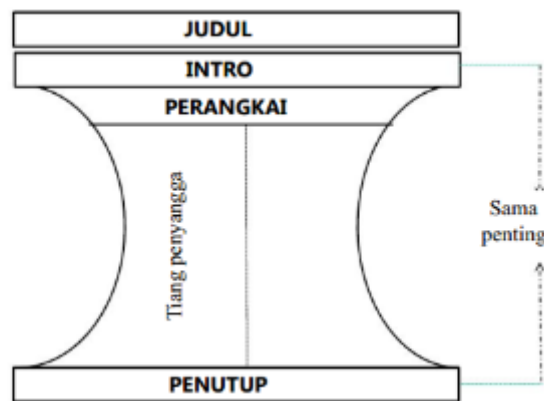 JUDUL
INTRO
PERANGKAI
Tiang penyangga
Sama
penting
PENUTUP